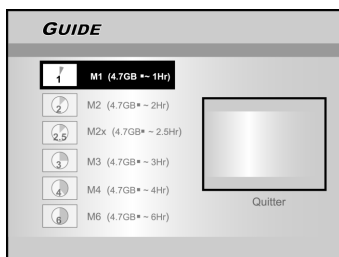 GUIDE
1 M1 (4.7GB ▪~ 1Hr)
2 M2 (4.7GB▪ ~ 2Hr)
2.5 M2x (4.7GB▪ ~ 2.5Hr)
3 M3 (4.7GB▪ ~ 3Hr)
4 M4 (4.7GB▪ ~ 4Hr)
6 M6 (4.7GB▪ ~ 6Hr)
Quitter